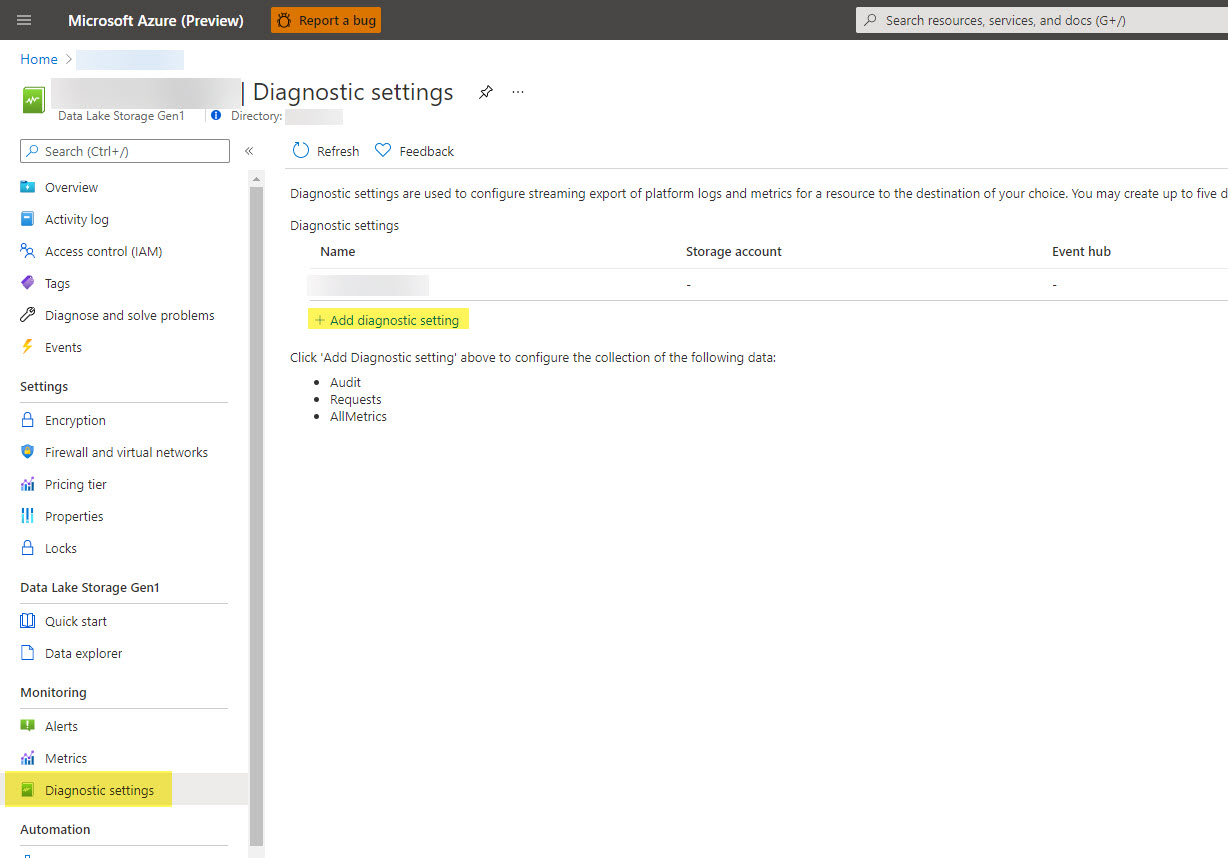 Microsoft Azure (Preview) Report a bug Search resources, services, and docs (G+/)
Home >
| Diagnostic settings ...
Data Lake Storage Gen1 Directory:
Search (Ctrl+/) «
Refresh Feedback
Overview
Activity log
Access control (IAM)
Tags
Diagnose and solve problems
Events
Settings
Encryption
Firewall and virtual networks
Pricing tier
Properties
Locks
Data Lake Storage Gen1
Quick start
Data explorer
Monitoring
Alerts
Metrics
Diagnostic settings
Automation
Diagnostic settings are used to configure streaming export of platform logs and metrics for a resource to the destination of your choice. You may create up to five d
Diagnostic settings
Name Storage account Event hub
- -
+ Add diagnostic setting
Click 'Add Diagnostic setting' above to configure the collection of the following data:
• Audit
• Requests
• AllMetrics